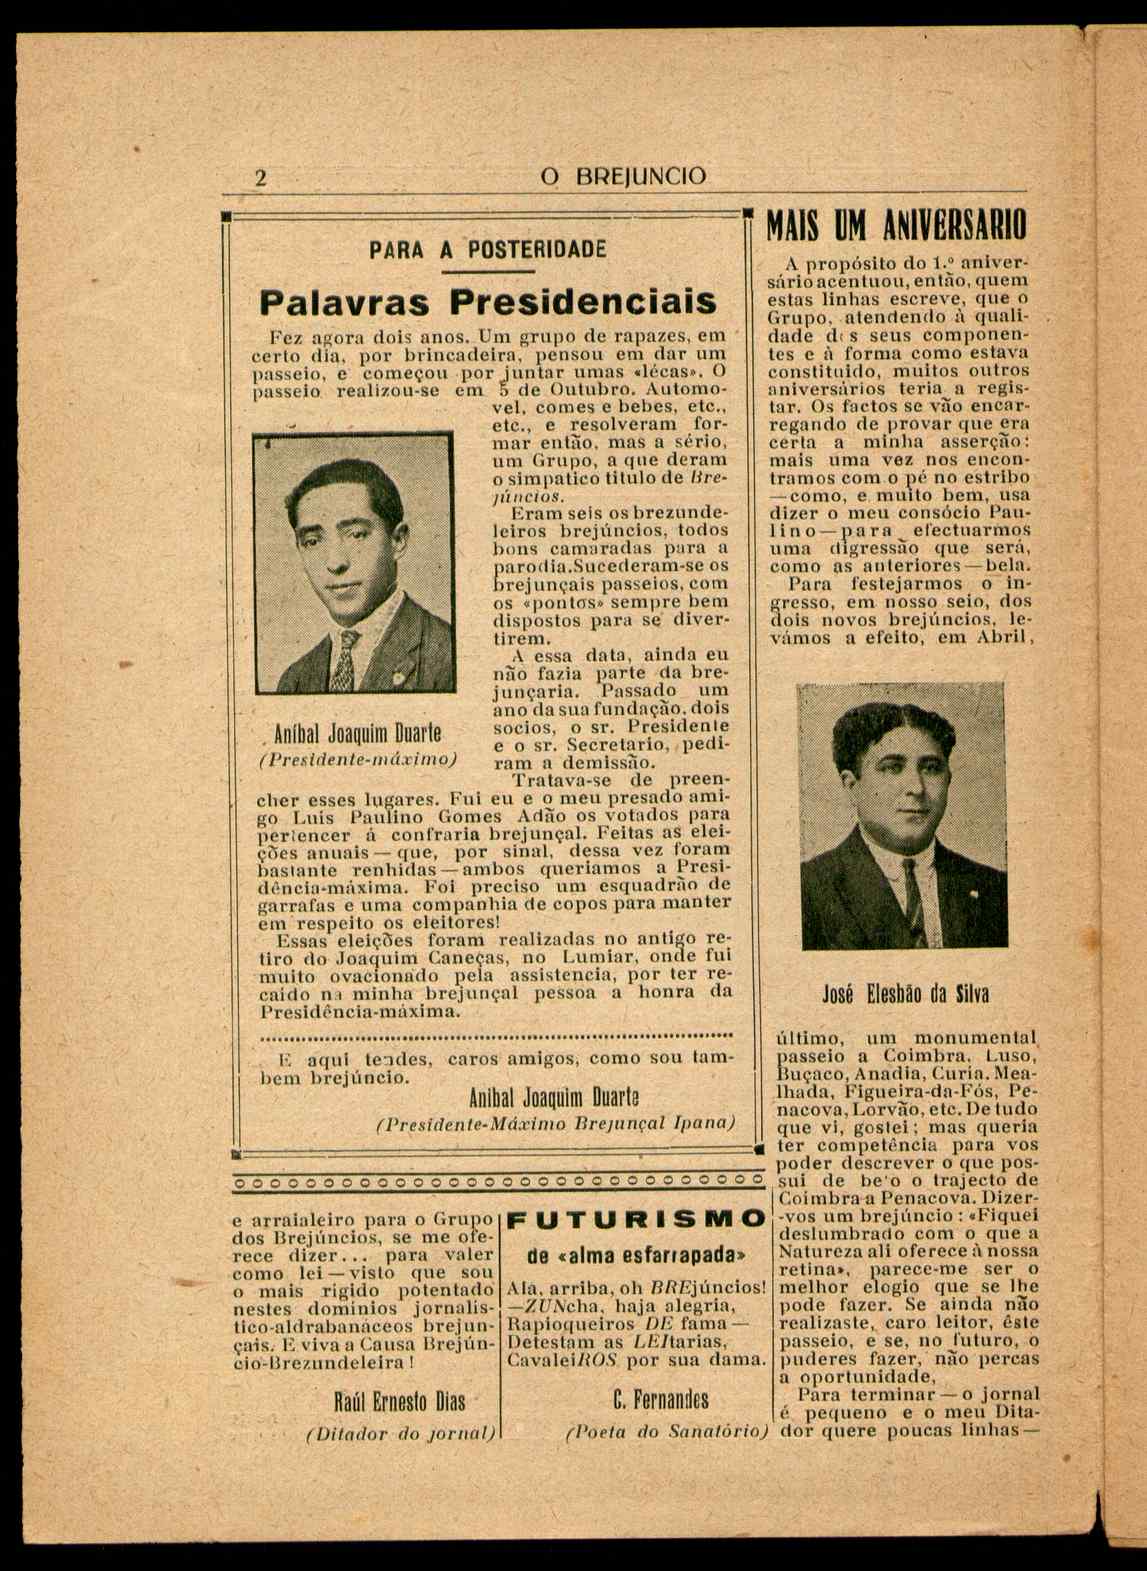 2
O BREJUNCIO
PARA A POSTERIDADE
Palavras Presidenciais
Fez agora dois anos. Um grupo de rapazes, em
certo dia, por brincadeira, pensou em dar um
passeio, e começou por juntar umas «lécas». O
passeio realizou-se em 5 de Outubro. Automo-
vel, comes e bebes, etc.,
etc., e resolveram for-
mar então, mas a sério,
um Grupo, a que deram
o simpatico titulo de Bre-
júncios.
Eram seis os brezunde-
leiros brejúncios, todos
bons camaradas para a
parodia. Sucederam-se os
brejunçais passeios, com
os «pontos» sempre bem
dispostos para se diver-
tirem.
A essa data, ainda eu
não fazia parte da bre-
junçaria. Passado um
ano da sua fundação, dois
socios, o sr. Presidente
e o sr. Secretario, pedi-
ram a demissão.
Tratava-se de preen-
cher esses lugares. Fui eu e o meu presado ami-
go Luís Paulino Gomes Adão os votados para
pertencer á confraria brejunçal. Feitas as elei-
ções anuais — que, por sinal, dessa vez foram
bastante renhidas — ambos queriamos a Presi-
dência-máxima. Foi preciso um esquadrão de
garrafas e uma companhia de copos para manter
em respeito os eleitores!
Essas eleições foram realizadas no antigo re-
tiro do Joaquim Caneças, no Lumiar, onde fui
muito ovacionado pela assistencia, por ter re-
caido na minha brejunçal pessoa a honra da
Presidência-máxima.
E aqui tendes, caros amigos, como sou tam-
bem brejúncio.
Anibal Joaquim Duarte
(Presidente-Máximo Brejunçal Ipana)
Aníbal Joaquim Duarte
(Presidente-máximo)
e arraialeiro para o Grupo
dos Brejúncios, se me ofe-
rece dizer... para valer
como lei — visto que sou
o mais rigido potentado
nestes dominios jornalis-
tico-aldrabanáceos brejun-
çais. E viva a Causa Brejún-
cio-Brezundeleira!
Raúl Ernesto Dias
(Ditador do jornal)
FUTURISMO
de «alma esfarrapada»
Ala, arriba, oh BREjúncios!
—ZUNcha, haja alegria,
Rapioqueiros DE fama —
Detestam as LEItarias,
CavaleiROS por sua dama.
C. Fernandes
(Poeta do Sanatório)
MAIS UM ANIVERSARIO
A propósito do 1.º aniver-
sário acentuou, então, quem
estas linhas escreve, que o
Grupo, atendendo à quali-
dade dos seus componen-
tes e à forma como estava
constituido, muitos outros
aniversários teria a regis-
tar. Os factos se vão encar-
regando de provar que era
certa a minha asserção:
mais uma vez nos encon-
tramos com o pé no estribo
— como, e muito bem, usa
dizer o meu consócio Pau-
lino — para efectuarmos
uma digressão que será,
como as anteriores — bela.
Para festejarmos o in-
gresso, em nosso seio, dos
dois novos brejúncios, le-
vámos a efeito, em Abril,
José Elesbão da Silva
último, um monumental
passeio a Coimbra, Luso,
Buçaco, Anadia, Curia. Mea-
lhada, Figueira-da-Fós, Pe-
nacova, Lorvão, etc. De tudo
que vi, gostei; mas queria
ter competência para vos
poder descrever o que pos-
sui de belo o trajecto de
Coimbra a Penacova. Dizer-
-vos um brejúncio: «Fiquei
deslumbrado com o que a
Natureza ali oferece à nossa
retina», parece-me ser o
melhor elogio que se lhe
pode fazer. Se ainda não
realizaste, caro leitor, êste
passeio, e se, no futuro, o
puderes fazer, não percas
a oportunidade,
Para terminar — o jornal
é pequeno e o meu Dita-
dor quere poucas linhas —